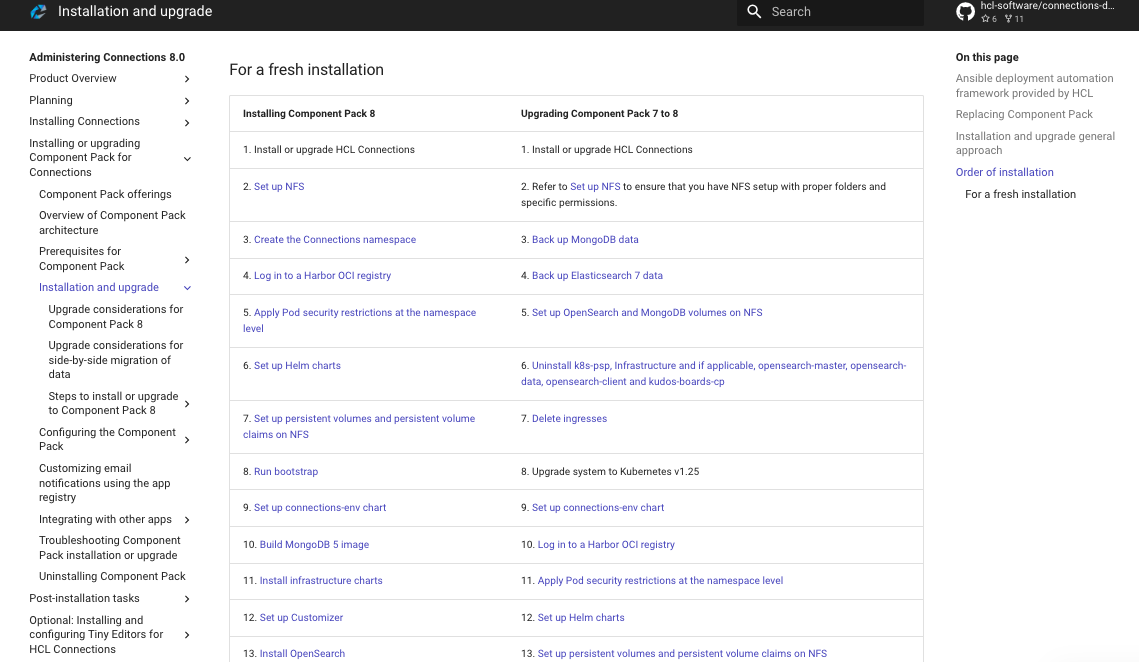 Installation and upgrade
Search
hcl-software/connections-d...
6 11
Administering Connections 8.0
Product Overview
Planning
Installing Connections
Installing or upgrading
Component Pack for
Connections
Component Pack offerings
Overview of Component Pack
architecture
Prerequisites for
Component Pack
Installation and upgrade
Upgrade considerations for
Component Pack 8
Upgrade considerations for
side-by-side migration of
data
Steps to install or upgrade
to Component Pack 8
Configuring the Component
Pack
Customizing email
notifications using the app
registry
Integrating with other apps
Troubleshooting Component
Pack installation or upgrade
Uninstalling Component Pack
Post-installation tasks
Optional: Installing and
configuring Tiny Editors for
HCL Connections
For a fresh installation
Installing Component Pack 8
Upgrading Component Pack 7 to 8
1. Install or upgrade HCL Connections
1. Install or upgrade HCL Connections
2. Set up NFS
2. Refer to Set up NFS to ensure that you have NFS setup with proper folders and
specific permissions.
3. Create the Connections namespace
3. Back up MongoDB data
4. Log in to a Harbor OCI registry
4. Back up Elasticsearch 7 data
5. Apply Pod security restrictions at the namespace
level
5. Set up OpenSearch and MongoDB volumes on NFS
6. Set up Helm charts
6. Uninstall k8s-psp, Infrastructure and if applicable, opensearch-master, opensearch-
data, opensearch-client and kudos-boards-cp
7. Set up persistent volumes and persistent volume
claims on NFS
7. Delete ingresses
8. Run bootstrap
8. Upgrade system to Kubernetes v1.25
9. Set up connections-env chart
9. Set up connections-env chart
10. Build MongoDB 5 image
10. Log in to a Harbor OCI registry
11. Install infrastructure charts
11. Apply Pod security restrictions at the namespace level
12. Set up Customizer
12. Set up Helm charts
13. Install OpenSearch
13. Set up persistent volumes and persistent volume claims on NFS
On this page
Ansible deployment automation
framework provided by HCL
Replacing Component Pack
Installation and upgrade general
approach
Order of installation
For a fresh installation